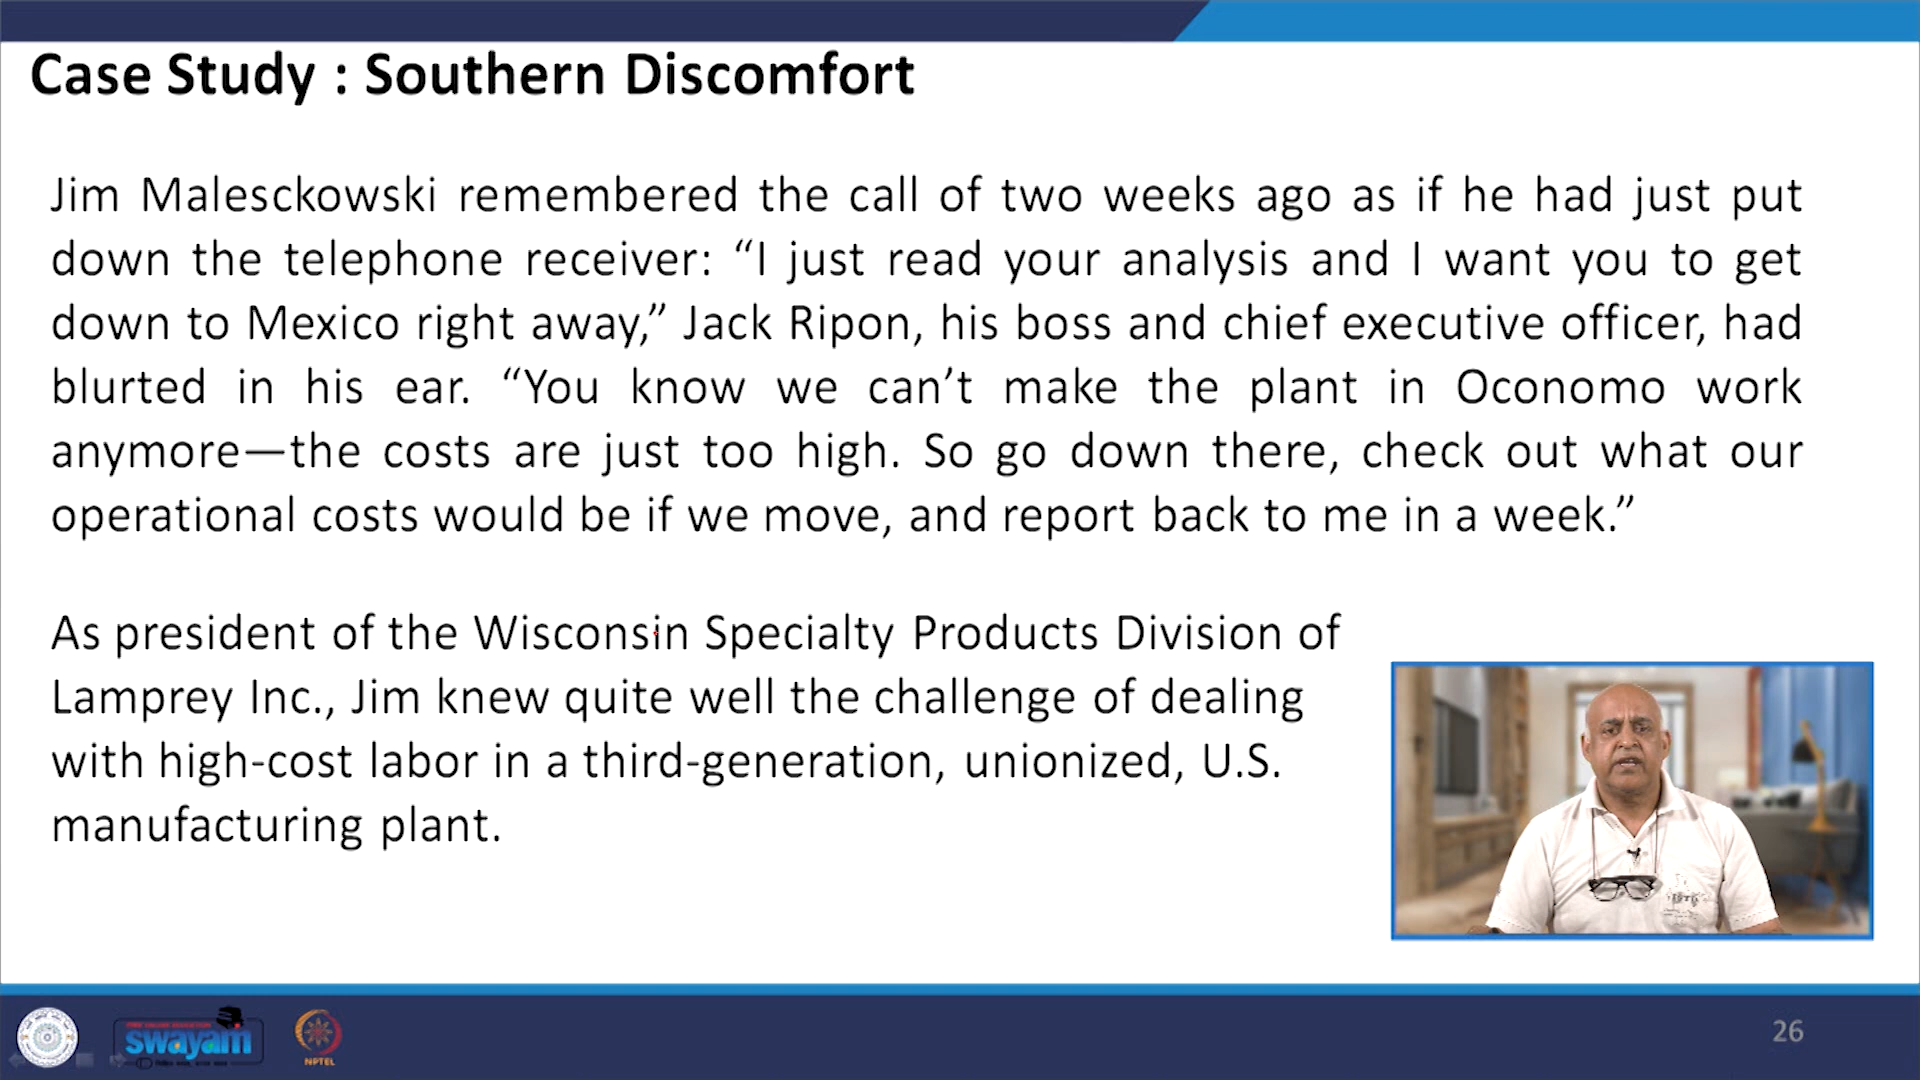 Case Study : Southern Discomfort
Jim Malesckowski remembered the call of two weeks ago as if he had just put
down the telephone receiver: “I just read your analysis and I want you to get
down to Mexico right away,” Jack Ripon, his boss and chief executive officer, had
blurted in his ear. “You know we can’t make the plant in Oconomo work
anymore—the costs are just too high. So go down there, check out what our
operational costs would be if we move, and report back to me in a week.”
As president of the Wisconsin Specialty Products Division of
Lamprey Inc., Jim knew quite well the challenge of dealing
with high-cost labor in a third-generation, unionized, U.S.
manufacturing plant.
swayam
NPTEL
26